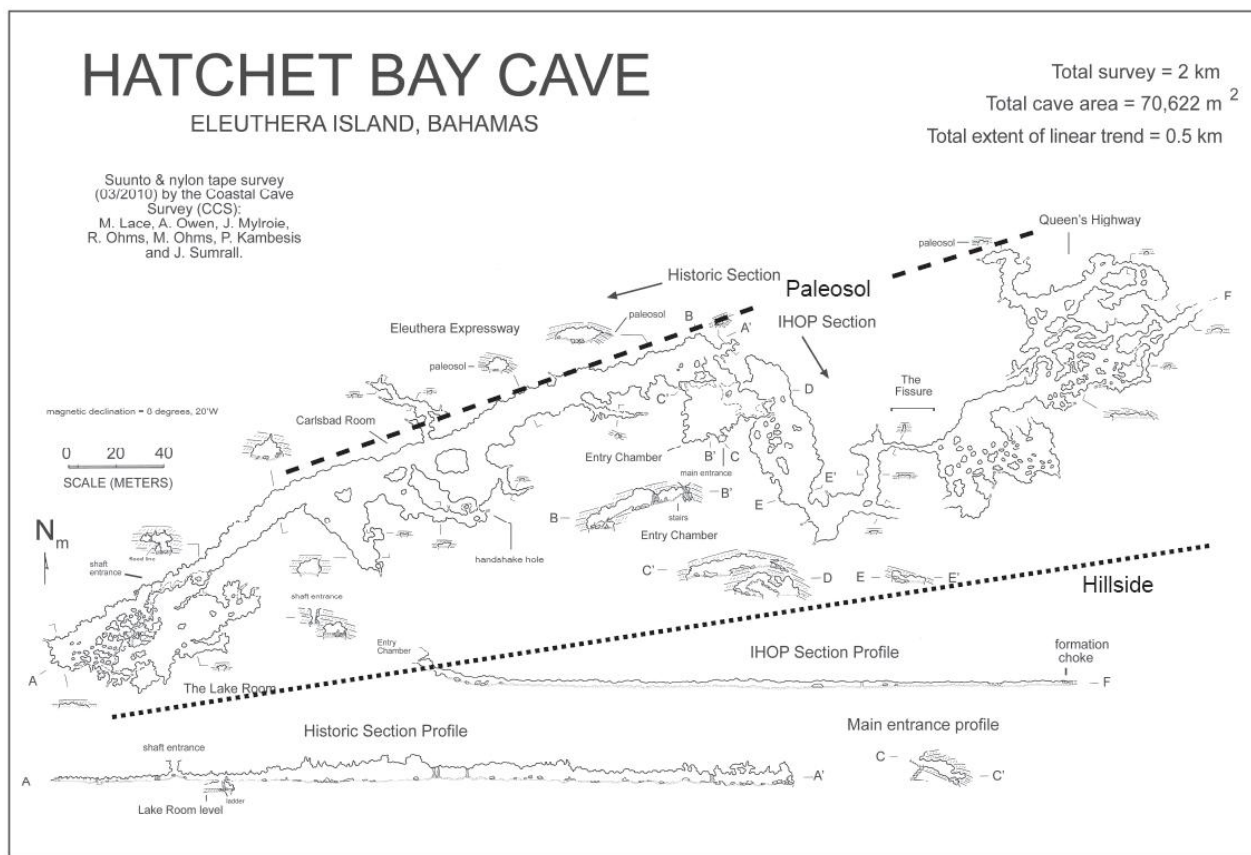 HATCHET BAY CAVE
ELEUTHERA ISLAND, BAHAMAS
Total survey = 2 km
Total cave area = 70,622 m 2
Total extent of linear trend = 0.5 km
Suunto & nylon tape survey
(03/2010) by the Coastal Cave
Survey (CCS):
M. Lace, A. Owen, J. Mylroie,
R. Ohms, M. Ohms, P. Kambesis
and J. Sumrall.
Queen's Highway
paleosol
Historic Section
Paleosol
F
IHOP Section
B
A'
paleosol
Eleuthera Expressway
paleosol
D
The
Fissure
C'
magnetic declination = 0 degrees, 20'W
Carlsbad Room
0 20 40
SCALE (METERS)
Entry Chamber
B'
C
main entrance
E'
E
B'
B
stairs
Entry Chamber
Nm
handshake hole
shaft
entrance
C'
D
E
E'
Hillside
shaft entrance
Entry
Chamber
IHOP Section Profile
formation
choke
A
The Lake Room
F
Historic Section Profile
Main entrance profile
shaft entrance
C
A
A'
C'
ladder
Lake Room level